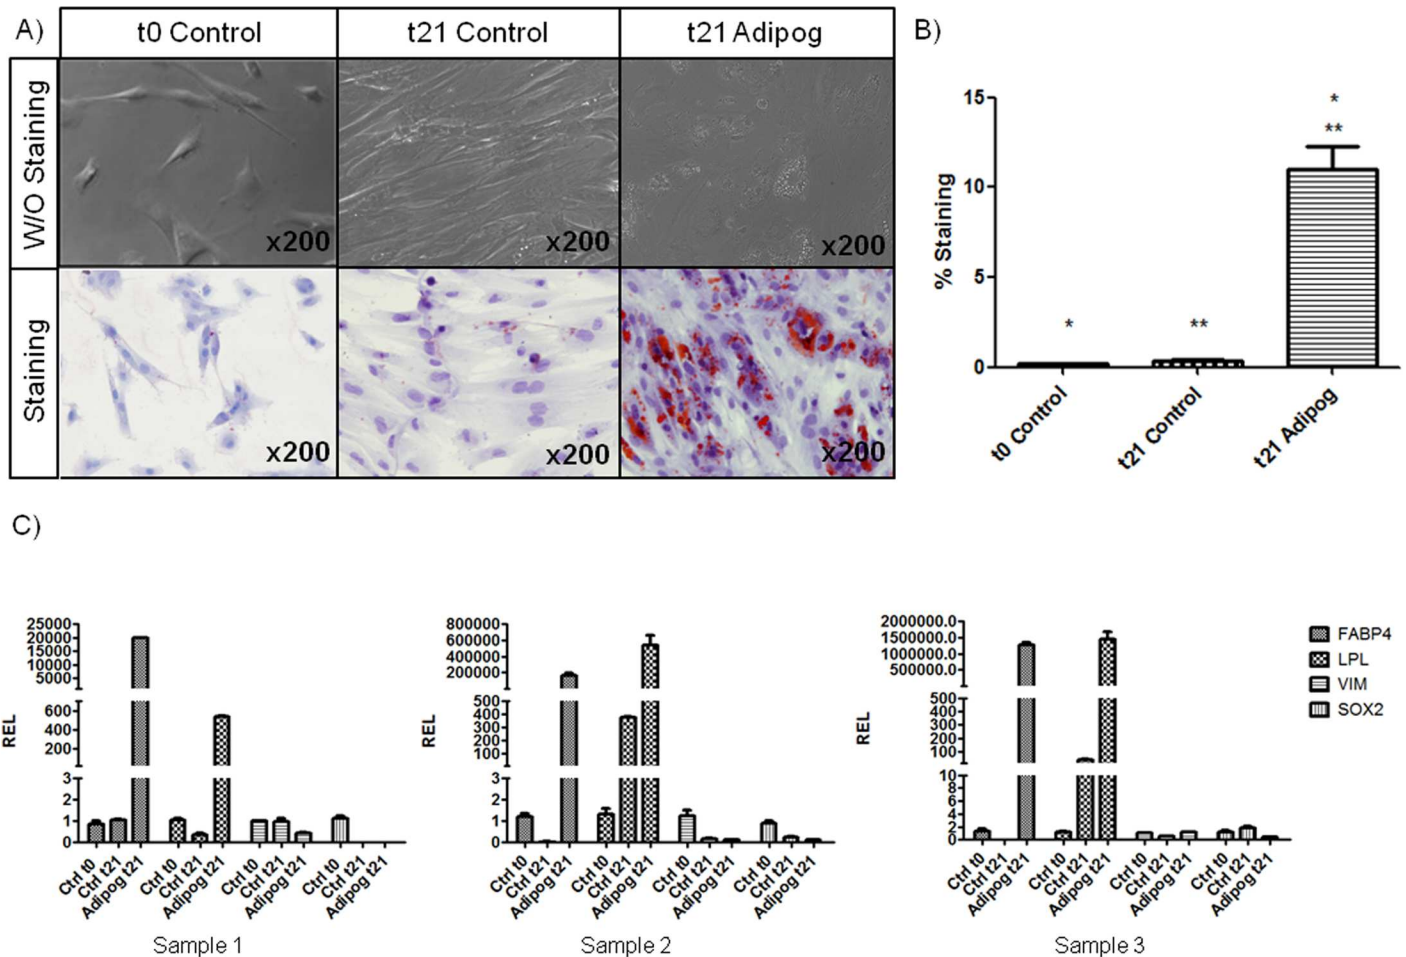 A)
t0 Control
t21 Control
t21 Adipog
W/O Staining
x200
x200
x200
Staining
x200
x200
x200
B)
% Staining
15
10
5
0
*
**
*
**
t0 Control
t21 Control
t21 Adipog
C)
REL
25000
20000
15000
10000
5000
600
400
200
3
2
1
0
Ctrl t0
Ctrl t21
Adipog t21
Ctrl t0
Ctrl t21
Adipog t21
Ctrl t0
Ctrl t21
Adipog t21
Ctrl t0
Ctrl t21
Adipog t21
Sample 1
REL
800000
600000
400000
200000
500
400
300
200
100
3
2
1
0
Ctrl t0
Ctrl t21
Adipog t21
Ctrl t0
Ctrl t21
Adipog t21
Ctrl t0
Ctrl t21
Adipog t21
Ctrl t0
Ctrl t21
Adipog t21
Sample 2
REL
2000000.0
1500000.0
1000000.0
500000.0
500
400
300
200
100
10
8
6
4
2
0
Ctrl t0
Ctrl t21
Adipog t21
Ctrl t0
Ctrl t21
Adipog t21
Ctrl t0
Ctrl t21
Adipog t21
Ctrl t0
Ctrl t21
Adipog t21
Sample 3
FABP4
LPL
VIM
SOX2